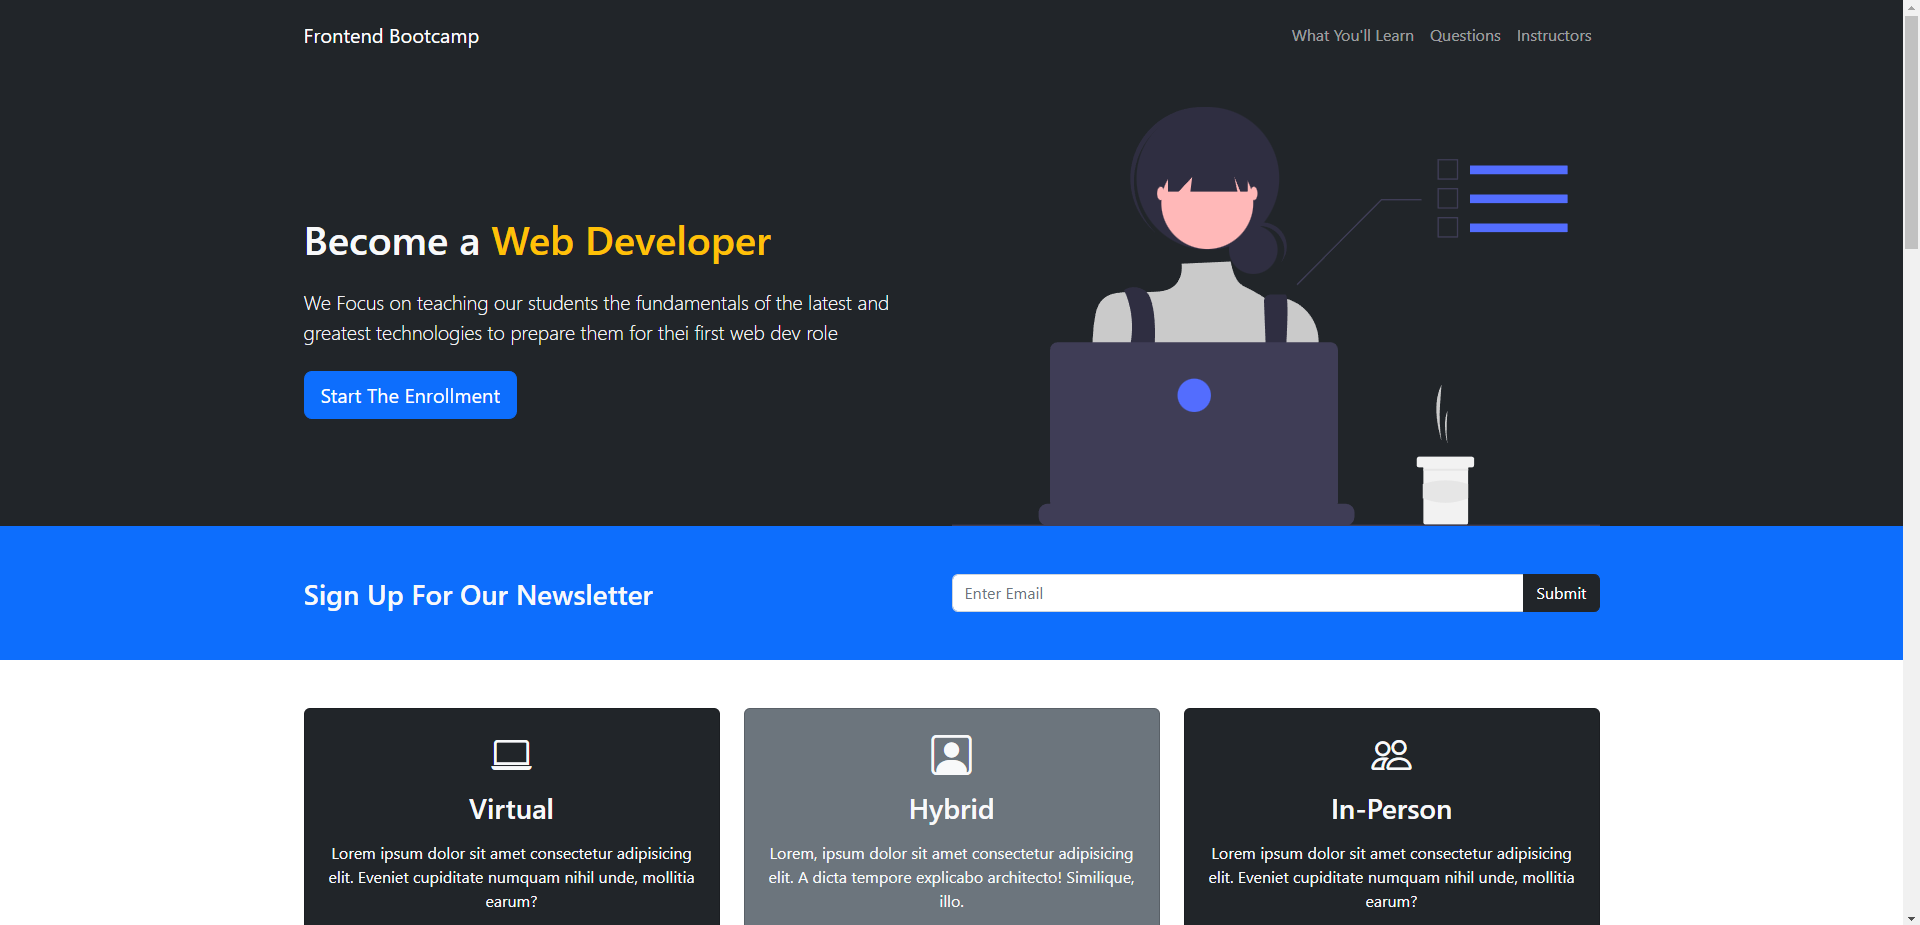 Frontend Bootcamp
What You'll Learn Questions Instructors
Become a Web Developer
We Focus on teaching our students the fundamentals of the latest and
greatest technologies to prepare them for thei first web dev role
Start The Enrollment
Sign Up For Our Newsletter
Enter Email
Submit
Virtual
Lorem ipsum dolor sit amet consectetur adipisicing
elit. Eveniet cupiditate numquam nihil unde, mollitia
earum?
Hybrid
Lorem, ipsum dolor sit amet consectetur adipisicing
elit. A dicta tempore explicabo architecto! Similique,
illo.
In-Person
Lorem ipsum dolor sit amet consectetur adipisicing
elit. Eveniet cupiditate numquam nihil unde, mollitia
earum?